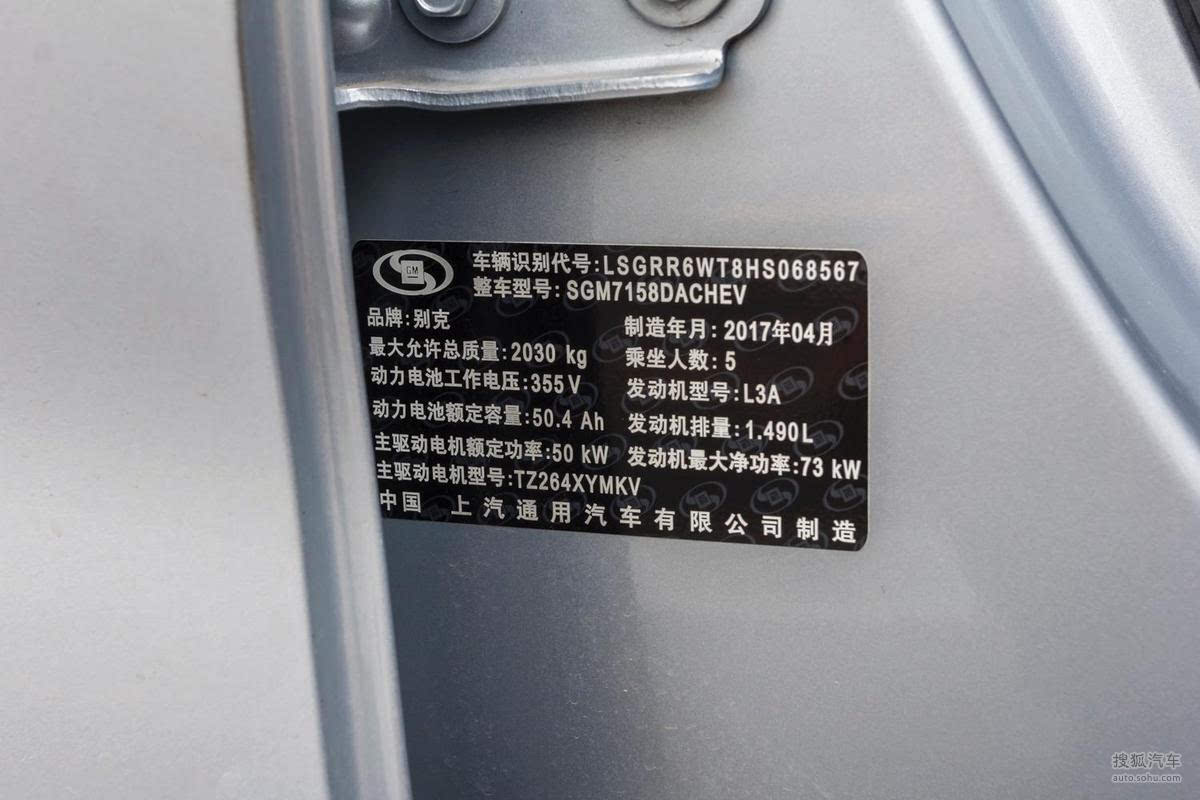 GM
车辆识别代号:LSGRR6WT8HS068567
整车型号:SGM7158DACHEV
品牌:别克
制造年月:2017年04月
最大允许总质量:2030 kg
乘坐人数:5
动力电池工作电压:355V
发动机型号:L3A
动力电池额定容量:50.4 Ah
发动机排量:1.490L
主驱动电机额定功率:50 kW
发动机最大净功率:73 kW
主驱动电机型号:TZ264XYMKV
中国 上汽通用汽车有限公司制造
搜狐汽车
auto.sohu.com